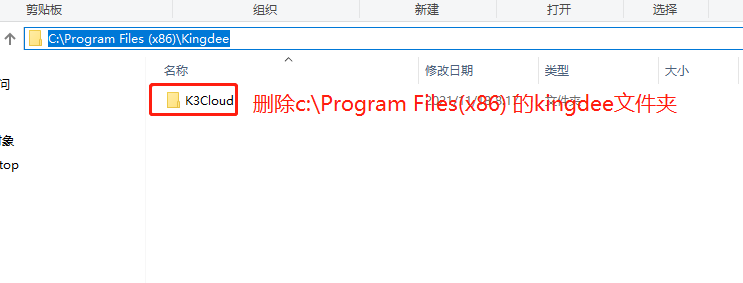 剪贴板 组织 新建 打开 选择
C:\Program Files (x86)\Kingdee
名称 修改日期 类型 大小
问
K3Cloud 删除c:\Program Files(x86) 的kingdee文件夹
文件夹
对象
top